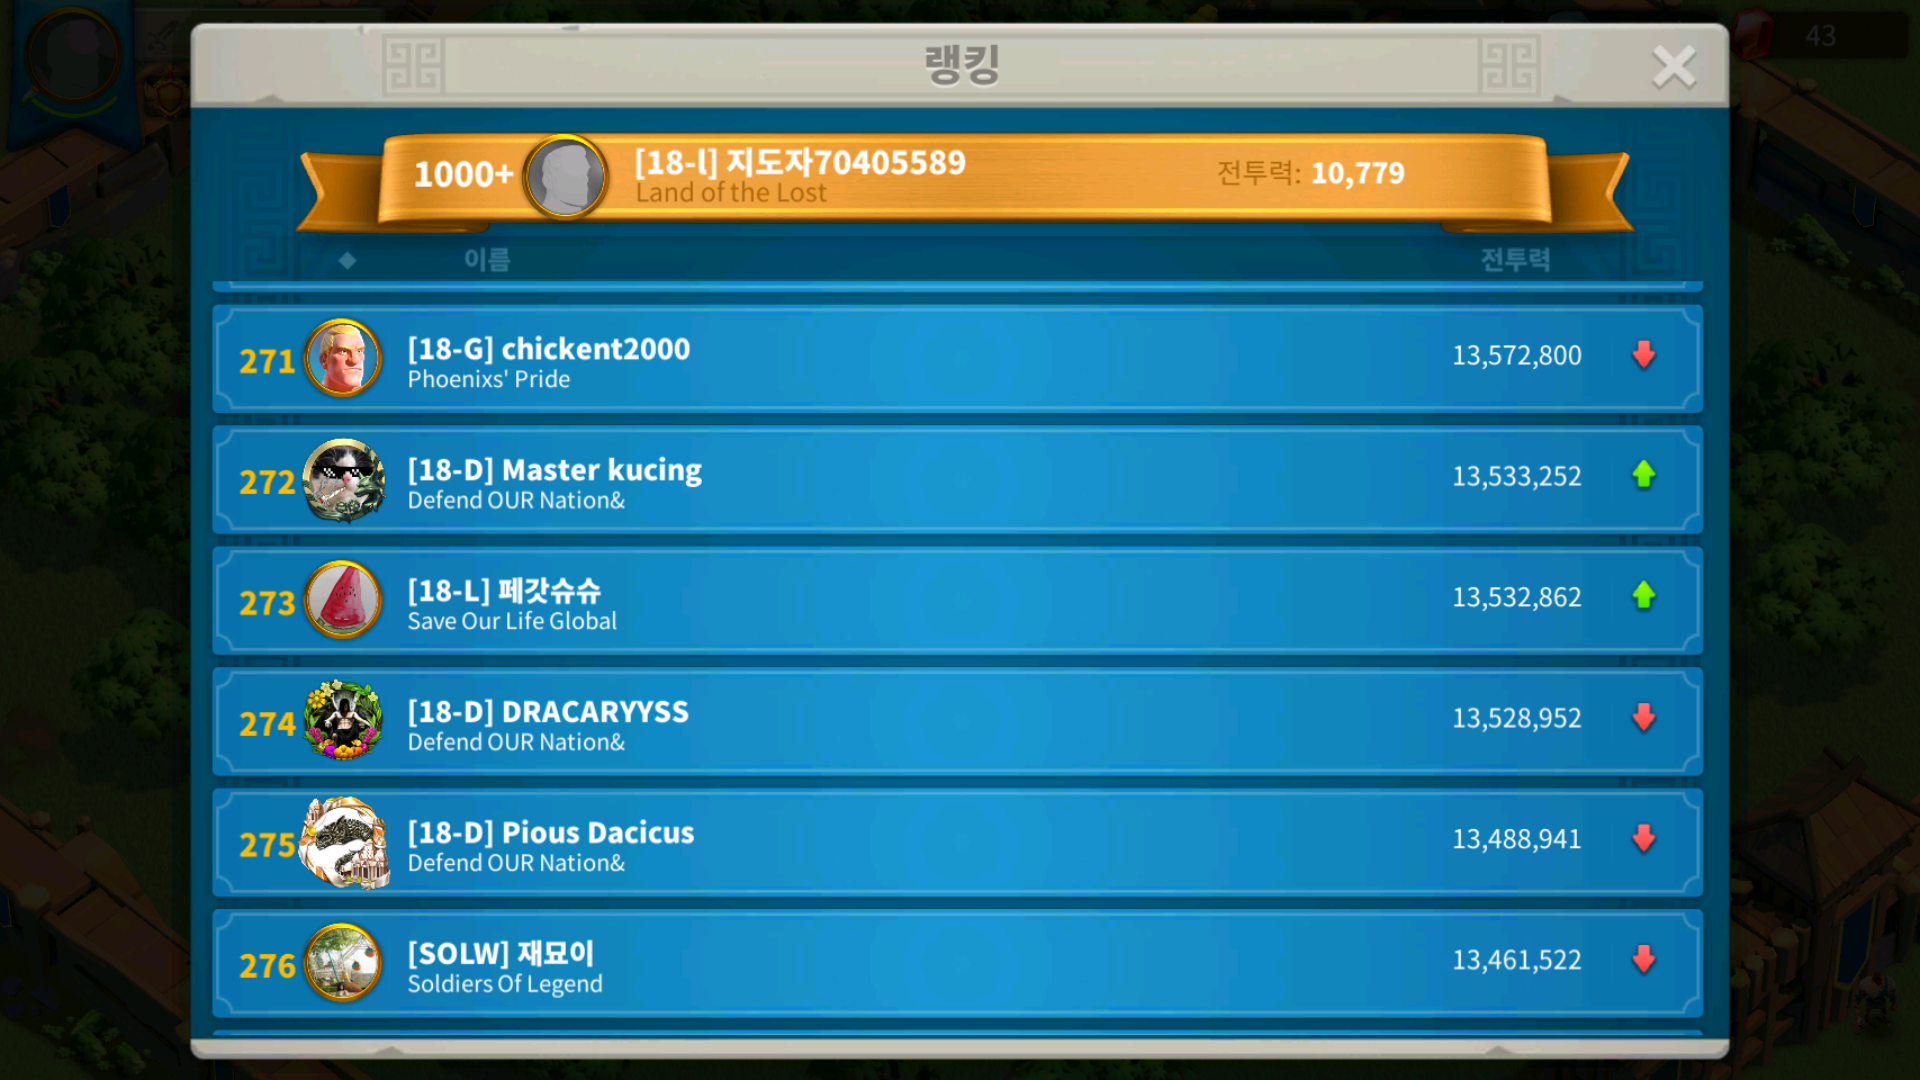 43
랭킹
1000+
[18-l] 지도자70405589
Land of the Lost
전투력: 10,779
이름
전투력
271
[18-G] chickent2000
Phoenixs' Pride
13,572,800
272
[18-D] Master kucing
Defend OUR Nation&
13,533,252
273
[18-L] 페갓슈슈
Save Our Life Global
13,532,862
274
[18-D] DRACARYYSS
Defend OUR Nation&
13,528,952
275
[18-D] Pious Dacicus
Defend OUR Nation&
13,488,941
276
[SOLW] 재묘이
Soldiers Of Legend
13,461,522